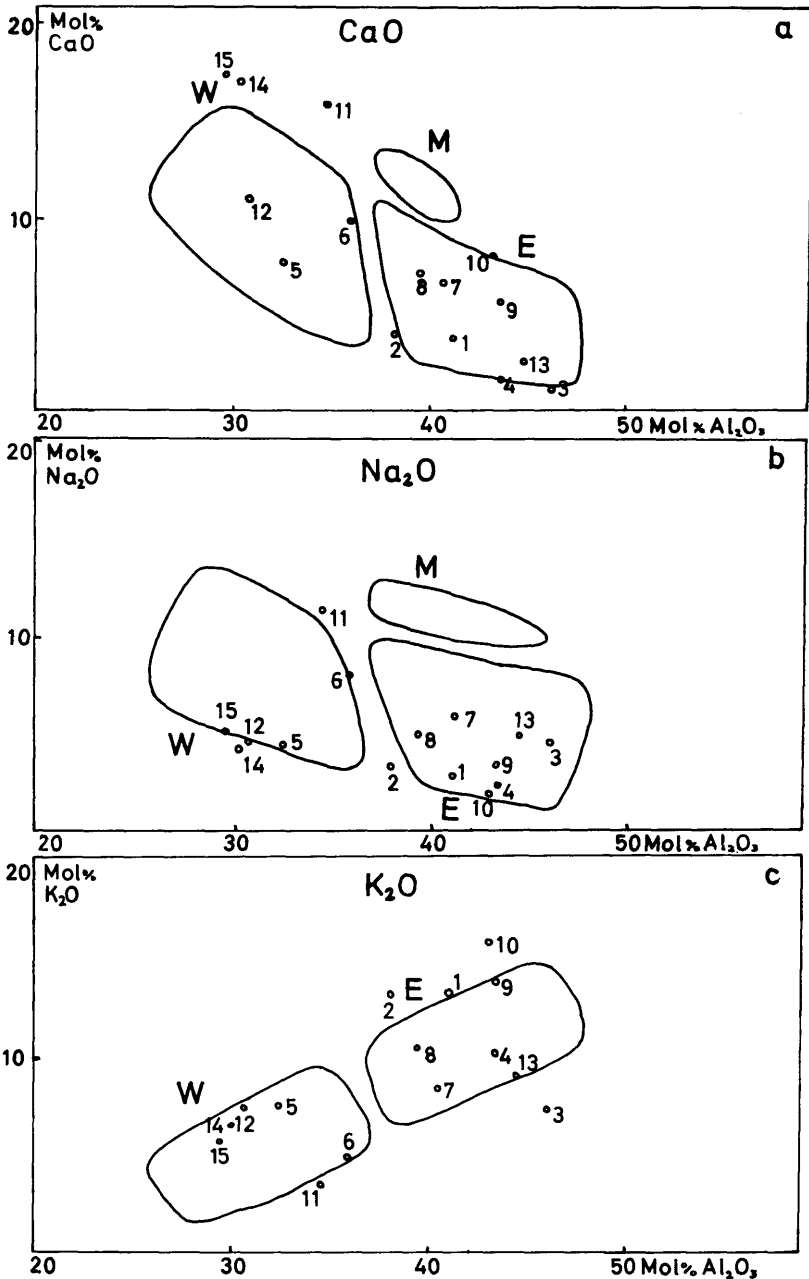 20 Mol% CaO a
CaO
15
W 14
11
M
12
10
6 10 E
5
8 7
9
2 1
13
4 3
20 30 40 50 Mol% Al₂O₃
20 Mol% Na₂O b
Na₂O
M
11
10
6
15 12 5
W 14
7 13
8
2 1 9 3
E 10 4
20 30 40 50 Mol% Al₂O₃
20 Mol% K₂O c
K₂O
10
E 1
2 9
10
8 4 13
7
W
14 12 5
15
6
3
11
20 30 40 50 Mol% Al₂O₃